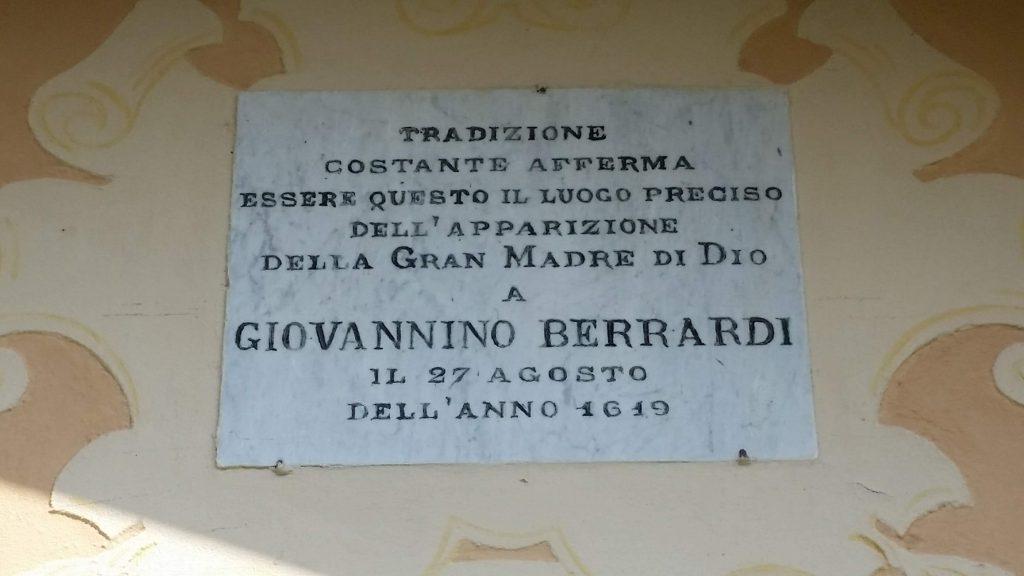 TRADIZIONE
COSTANTE AFFERMA
ESSERE QUESTO IL LUOGO PRECISO
DELL'APPARIZIONE
DELLA GRAN MADRE DI DIO
A
GIOVANNINO BERRARDI
IL 27 AGOSTO
DELL'ANNO 1619